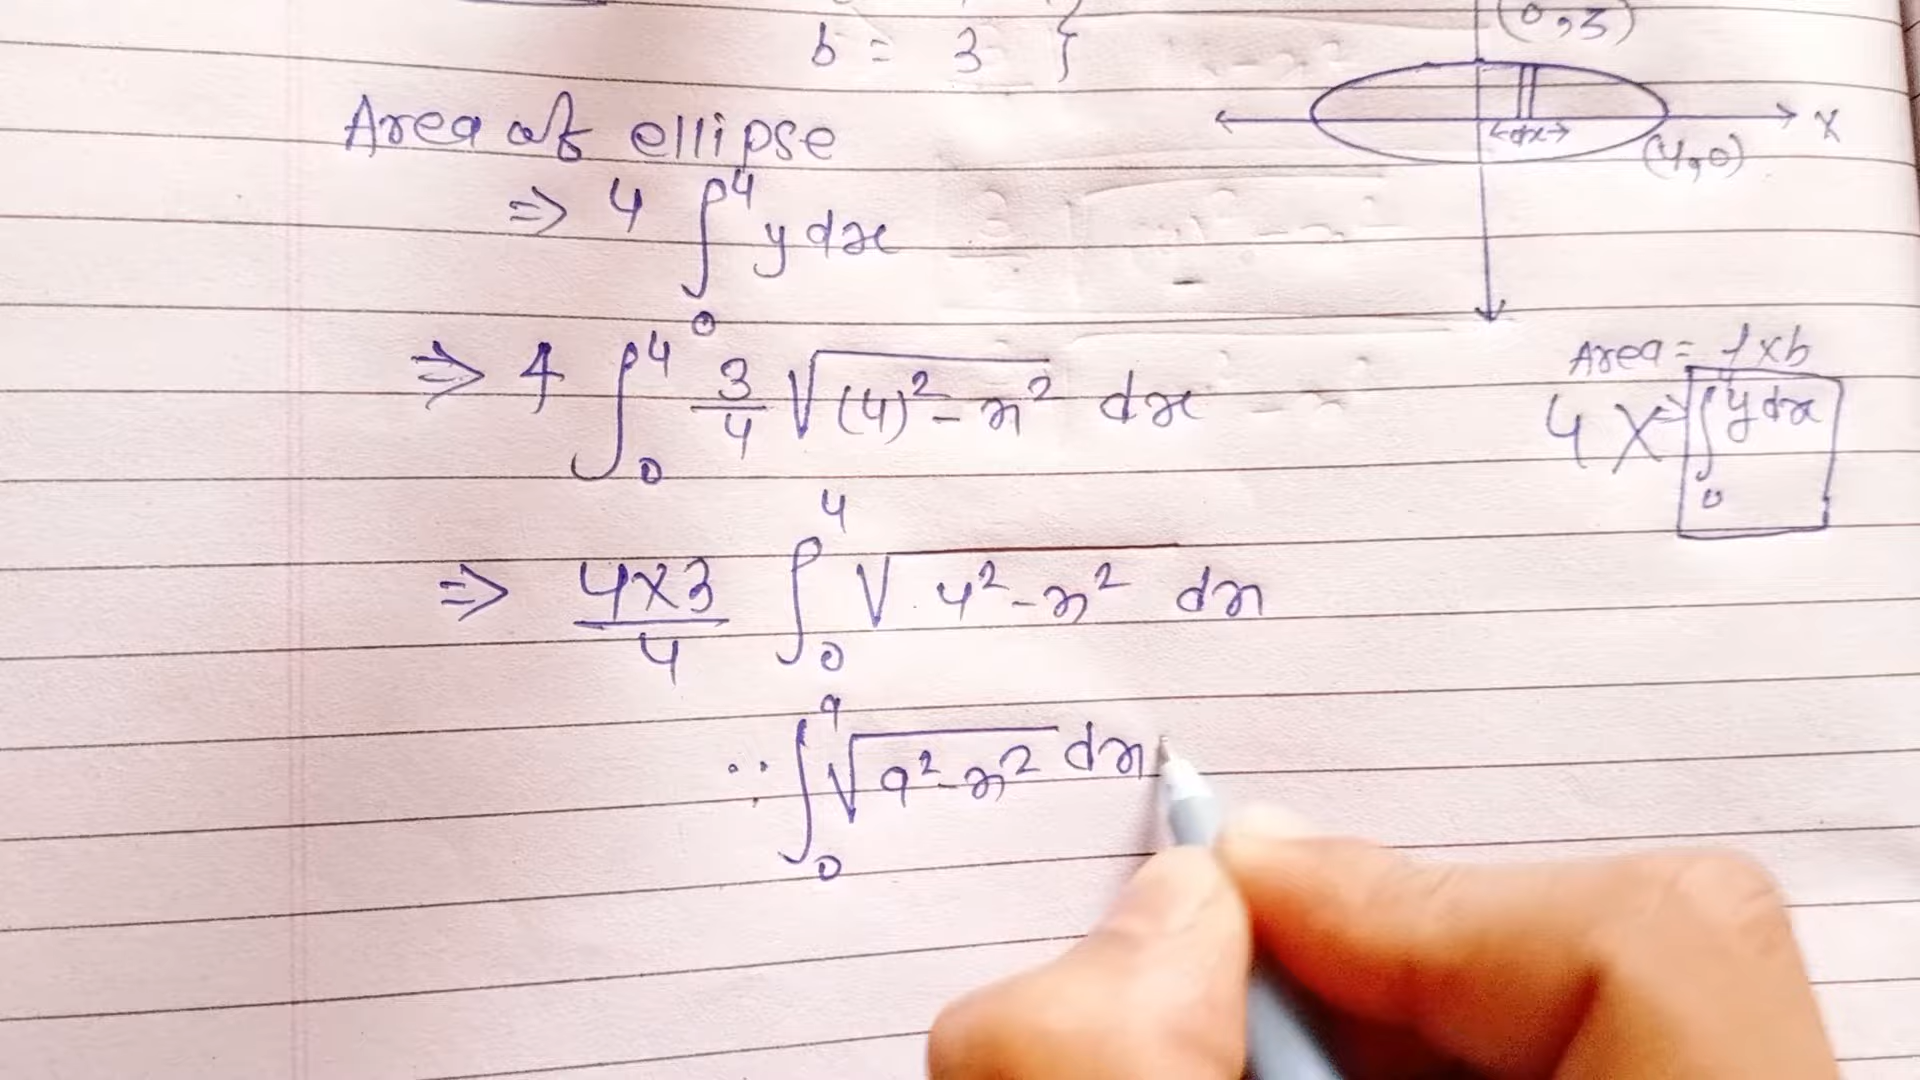 (0,3)
b = 3 }
Area of ellipse
X
<dx>
(4,0)
⇒ 4 ∫₀⁴ y dx
⇒ 4 ∫₀⁴ 3/4 √((4)² - x²) dx
Area = l×b
4 × ∫₀ y dx
⇒ (4×3)/4 ∫₀⁴ √(4² - x²) dx
∵ ∫₀ᵃ √(a² - x²) dx